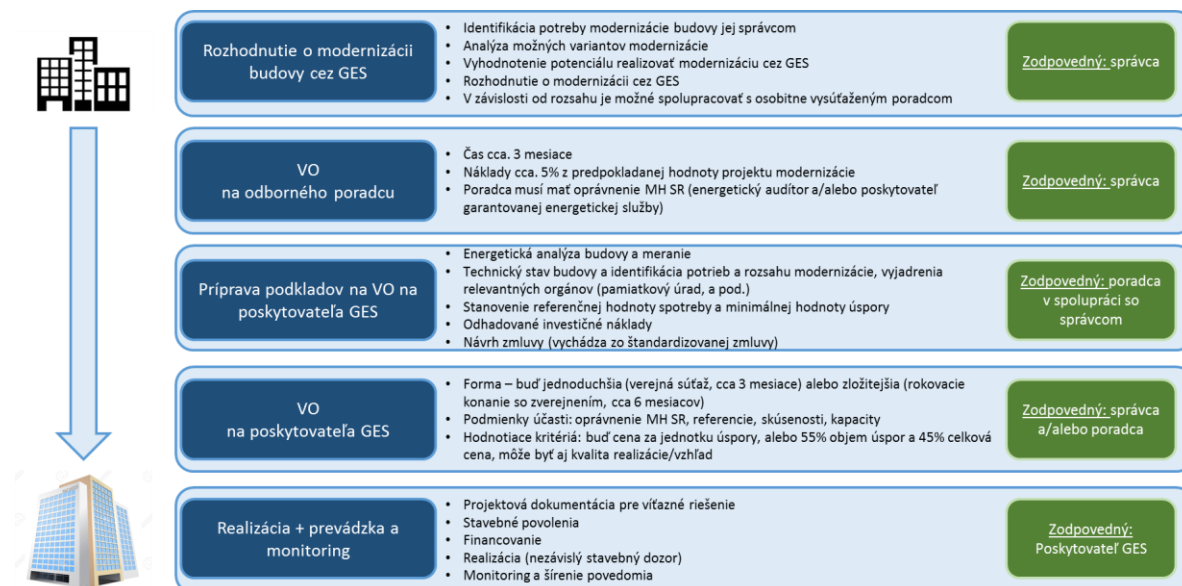 Rozhodnutie o modernizácii
budovy cez GES
• Identifikácia potreby modernizácie budovy jej správcom
• Analýza možných variantov modernizácie
• Vyhodnotenie potenciálu realizovať modernizáciu cez GES
• Rozhodnutie o modernizácii cez GES
• V závislosti od rozsahu je možné spolupracovať s osobitne vysúťaženým poradcom
Zodpovedný: správca
VO
na odborného poradcu
• Čas cca. 3 mesiace
• Náklady cca. 5% z predpokladanej hodnoty projektu modernizácie
• Poradca musí mať oprávnenie MH SR (energetický audítor a/alebo poskytovateľ
garantovanej energetickej služby)
Zodpovedný: správca
Príprava podkladov na VO na
poskytovateľa GES
• Energetická analýza budovy a meranie
• Technický stav budovy a identifikácia potrieb a rozsahu modernizácie, vyjadrenia
relevantných orgánov (pamiatkový úrad, a pod.)
• Stanovenie referenčnej hodnoty spotreby a minimálnej hodnoty úspory
• Odhadované investičné náklady
• Návrh zmluvy (vychádza zo štandardizovanej zmluvy)
Zodpovedný: poradca
v spolupráci so
správcom
VO
na poskytovateľa GES
• Forma – buď jednoduchšia (verejná súťaž, cca 3 mesiace) alebo zložitejšia (rokovacie
konanie so zverejnením, cca 6 mesiacov)
• Podmienky účasti: oprávnenie MH SR, referencie, skúsenosti, kapacity
• Hodnotiace kritériá: buď cena za jednotku úspory, alebo 55% objem úspor a 45% celková
cena, môže byť aj kvalita realizácie/vzhľad
Zodpovedný: správca
a/alebo poradca
Realizácia + prevádzka a
monitoring
• Projektová dokumentácia pre víťazné riešenie
• Stavebné povolenia
• Financovanie
• Realizácia (nezávislý stavebný dozor)
• Monitoring a šírenie povedomia
Zodpovedný:
Poskytovateľ GES